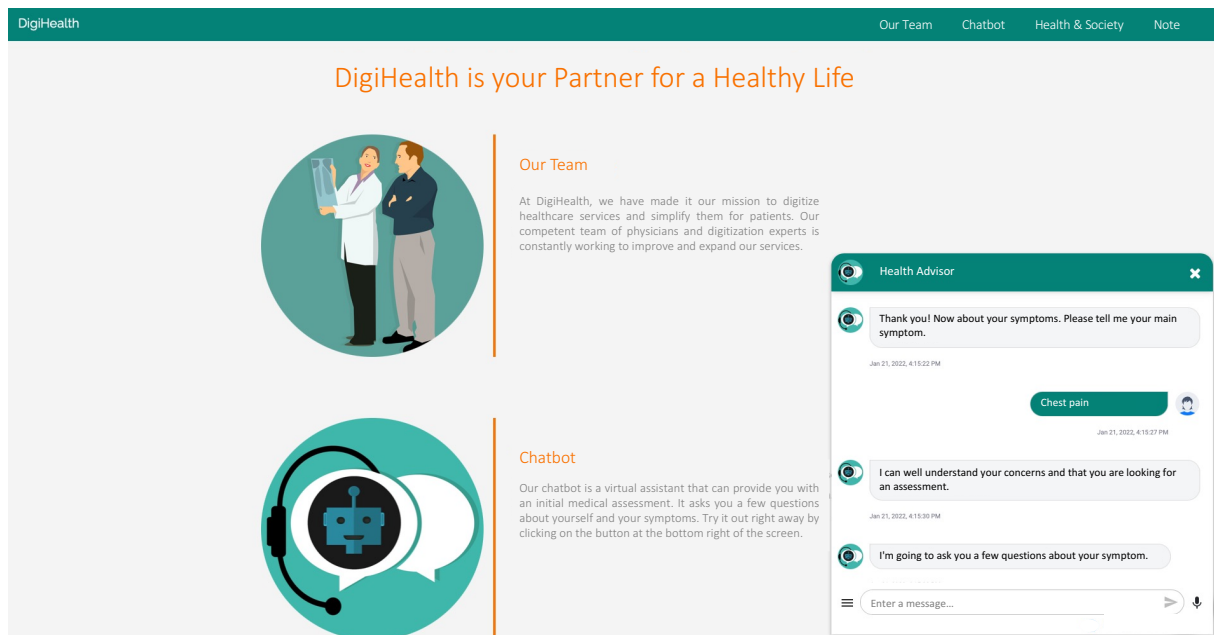 DigiHealth
Our Team Chatbot Health & Society Note
DigiHealth is your Partner for a Healthy Life
Our Team
At DigiHealth, we have made it our mission to digitize
healthcare services and simplify them for patients. Our
competent team of physicians and digitization experts is
constantly working to improve and expand our services.
Chatbot
Our chatbot is a virtual assistant that can provide you with
an initial medical assessment. It asks you a few questions
about yourself and your symptoms. Try it out right away by
clicking on the button at the bottom right of the screen.
Health Advisor
Thank you! Now about your symptoms. Please tell me your main
symptom.
Jan 21, 2022, 4:15:22 PM
Chest pain
Jan 21, 2022, 4:15:27 PM
I can well understand your concerns and that you are looking for
an assessment.
Jan 21, 2022, 4:15:30 PM
I'm going to ask you a few questions about your symptom.
Enter a message...